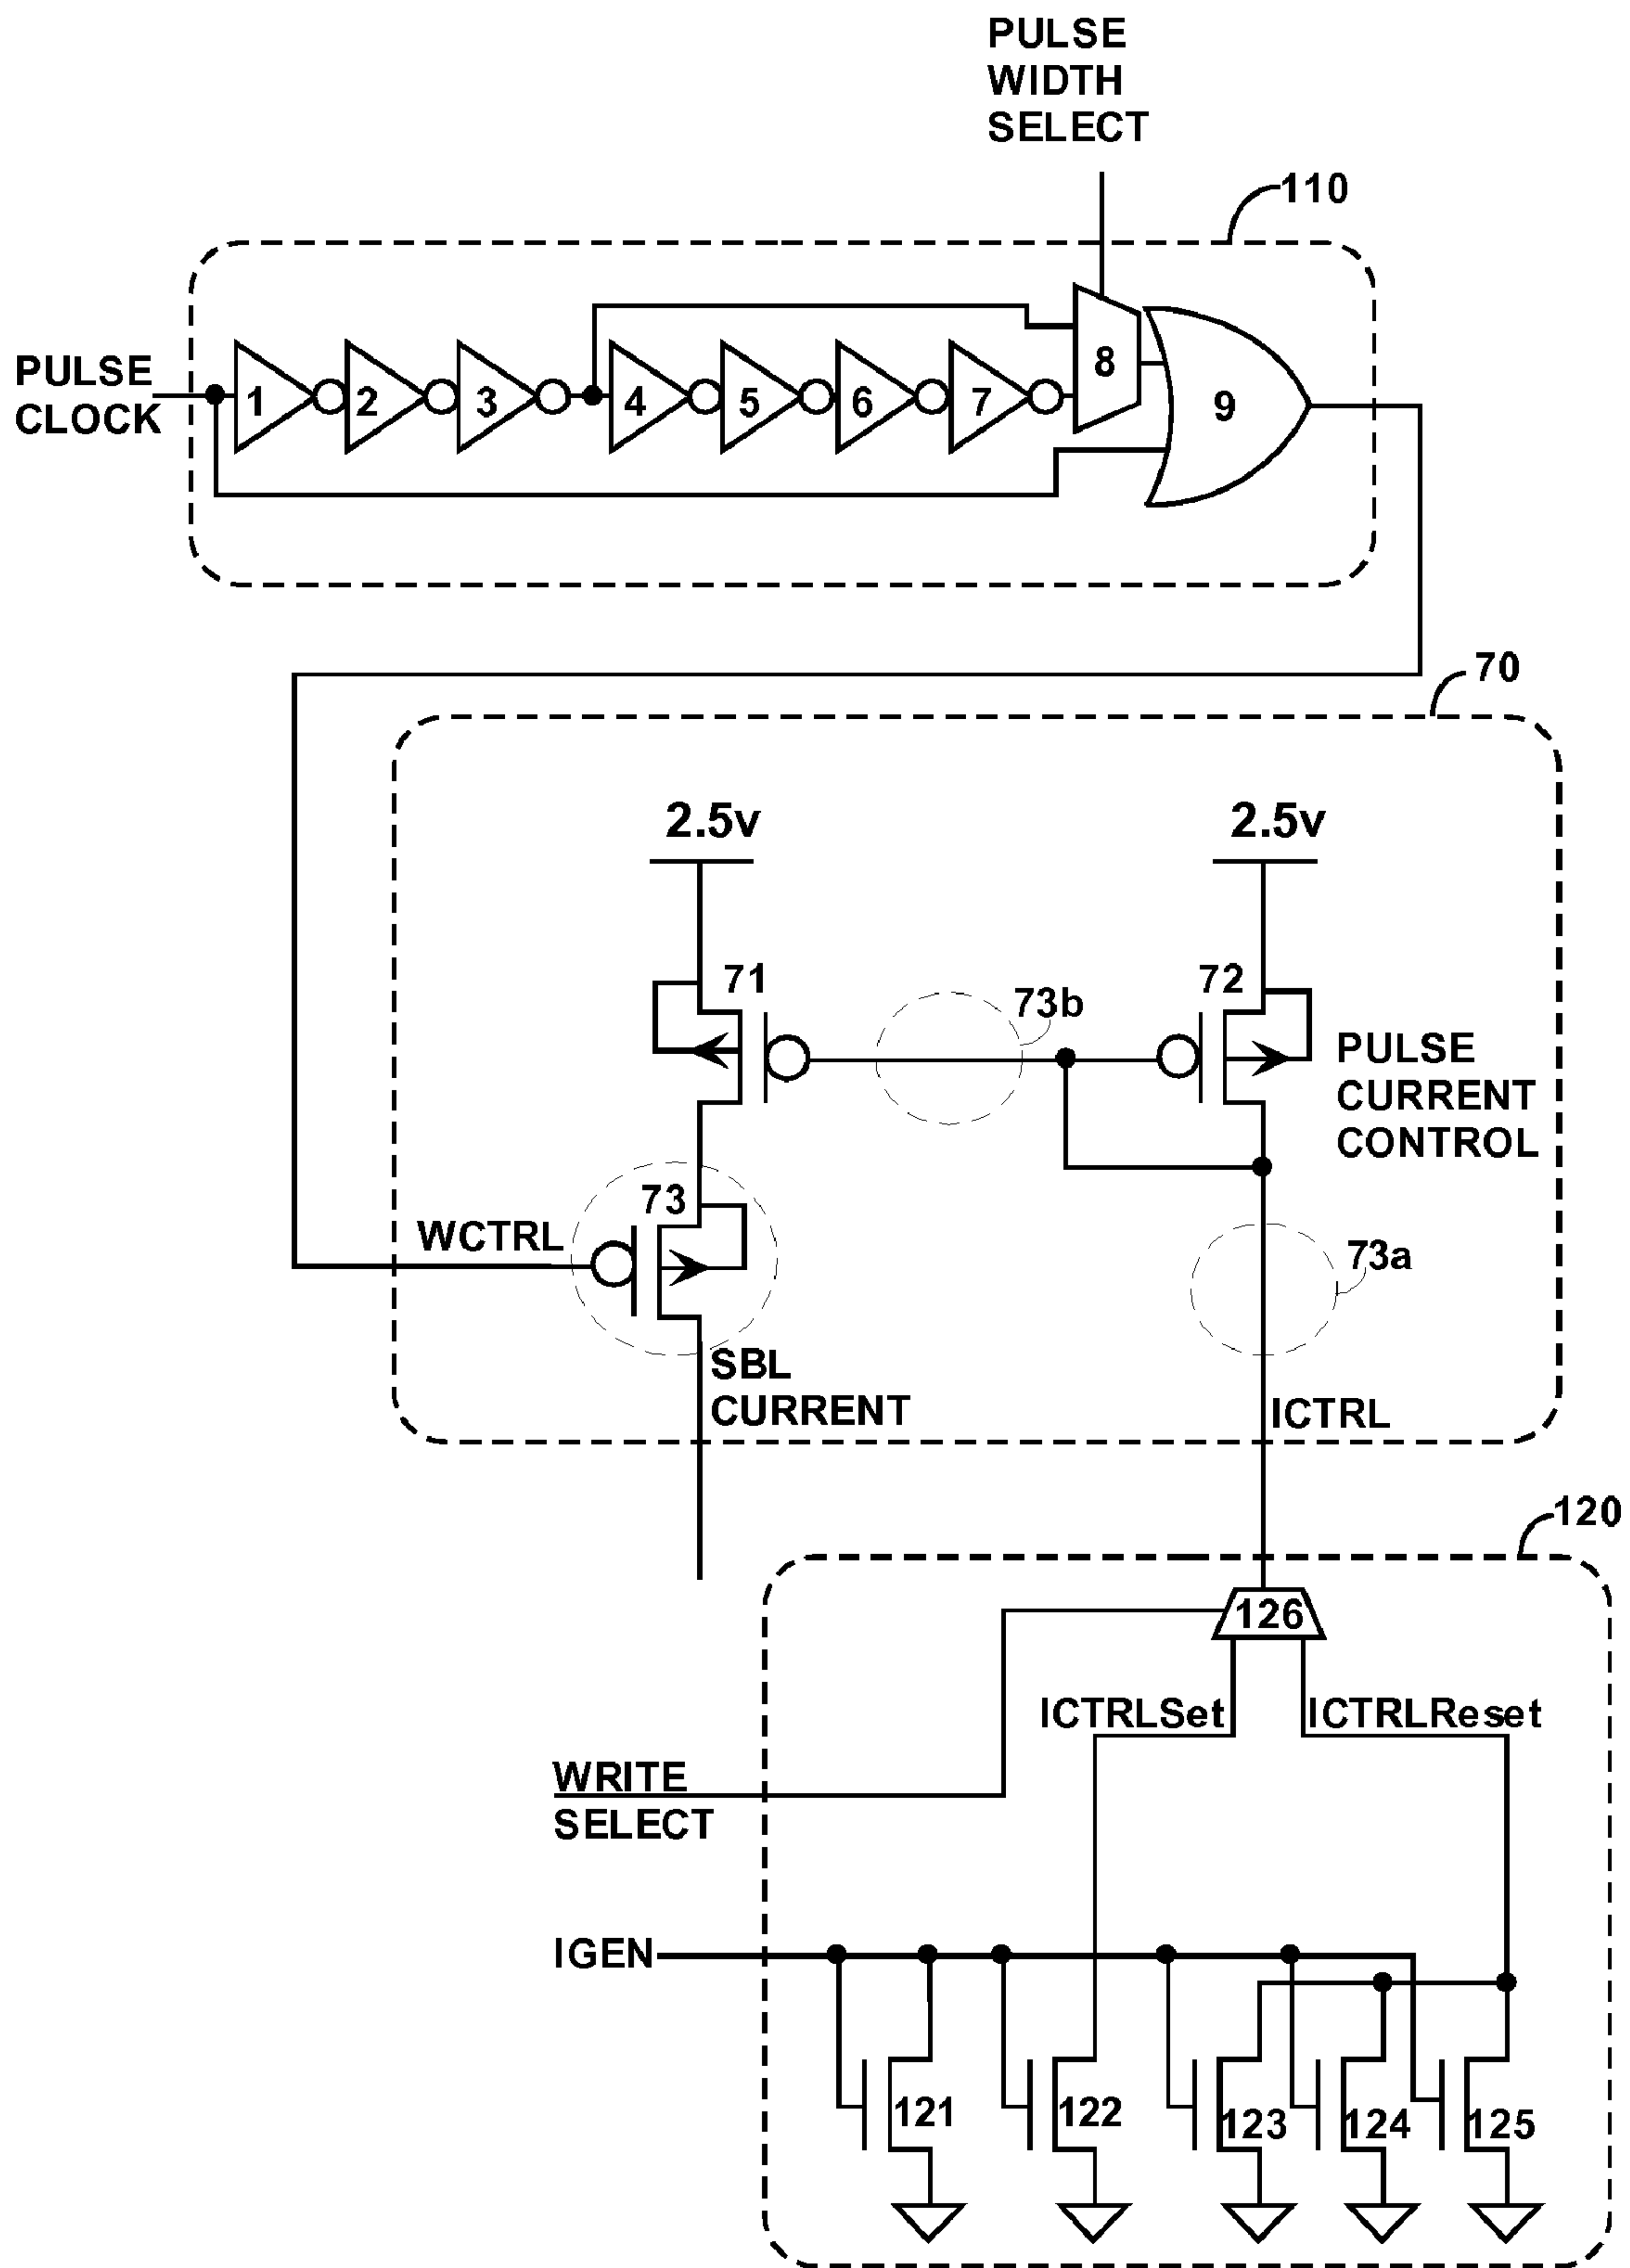 PULSE
WIDTH
SELECT
110
PULSE
CLOCK
1
2
3
4
5
6
7
8
9
70
2.5v
2.5v
71
72
73b
PULSE
CURRENT
CONTROL
73
WCTRL
73a
SBL
CURRENT
ICTRL
120
126
ICTRLSet
ICTRLReset
WRITE
SELECT
IGEN
121
122
123
124
125